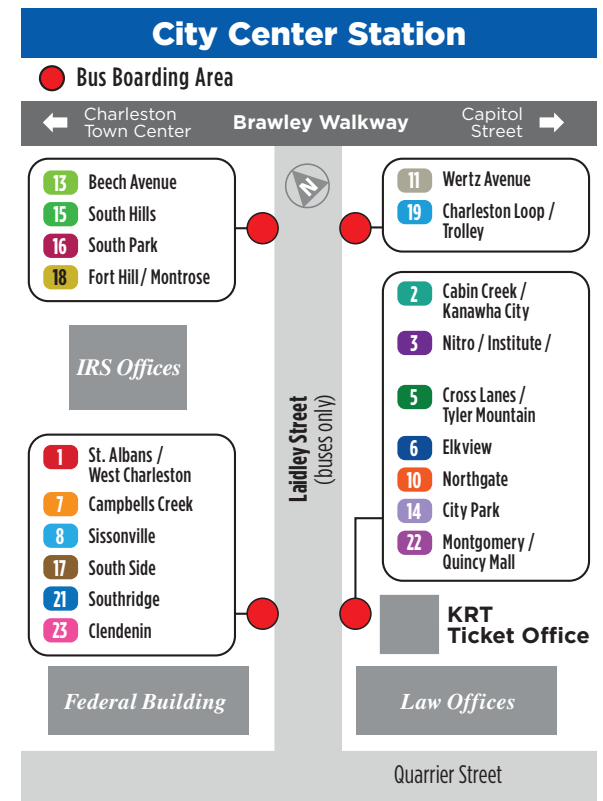 City Center Station
Bus Boarding Area
Charleston
Town Center
Brawley Walkway
Capitol
Street
N
13 Beech Avenue
15 South Hills
16 South Park
18 Fort Hill / Montrose
11 Wertz Avenue
19 Charleston Loop /
Trolley
2 Cabin Creek /
Kanawha City
3 Nitro / Institute /
5 Cross Lanes /
Tyler Mountain
6 Elkview
10 Northgate
14 City Park
22 Montgomery /
Quincy Mall
IRS Offices
Laidley Street
(buses only)
1 St. Albans /
West Charleston
7 Campbells Creek
8 Sissonville
17 South Side
21 Southridge
23 Clendenin
KRT
Ticket Office
Federal Building
Law Offices
Quarrier Street